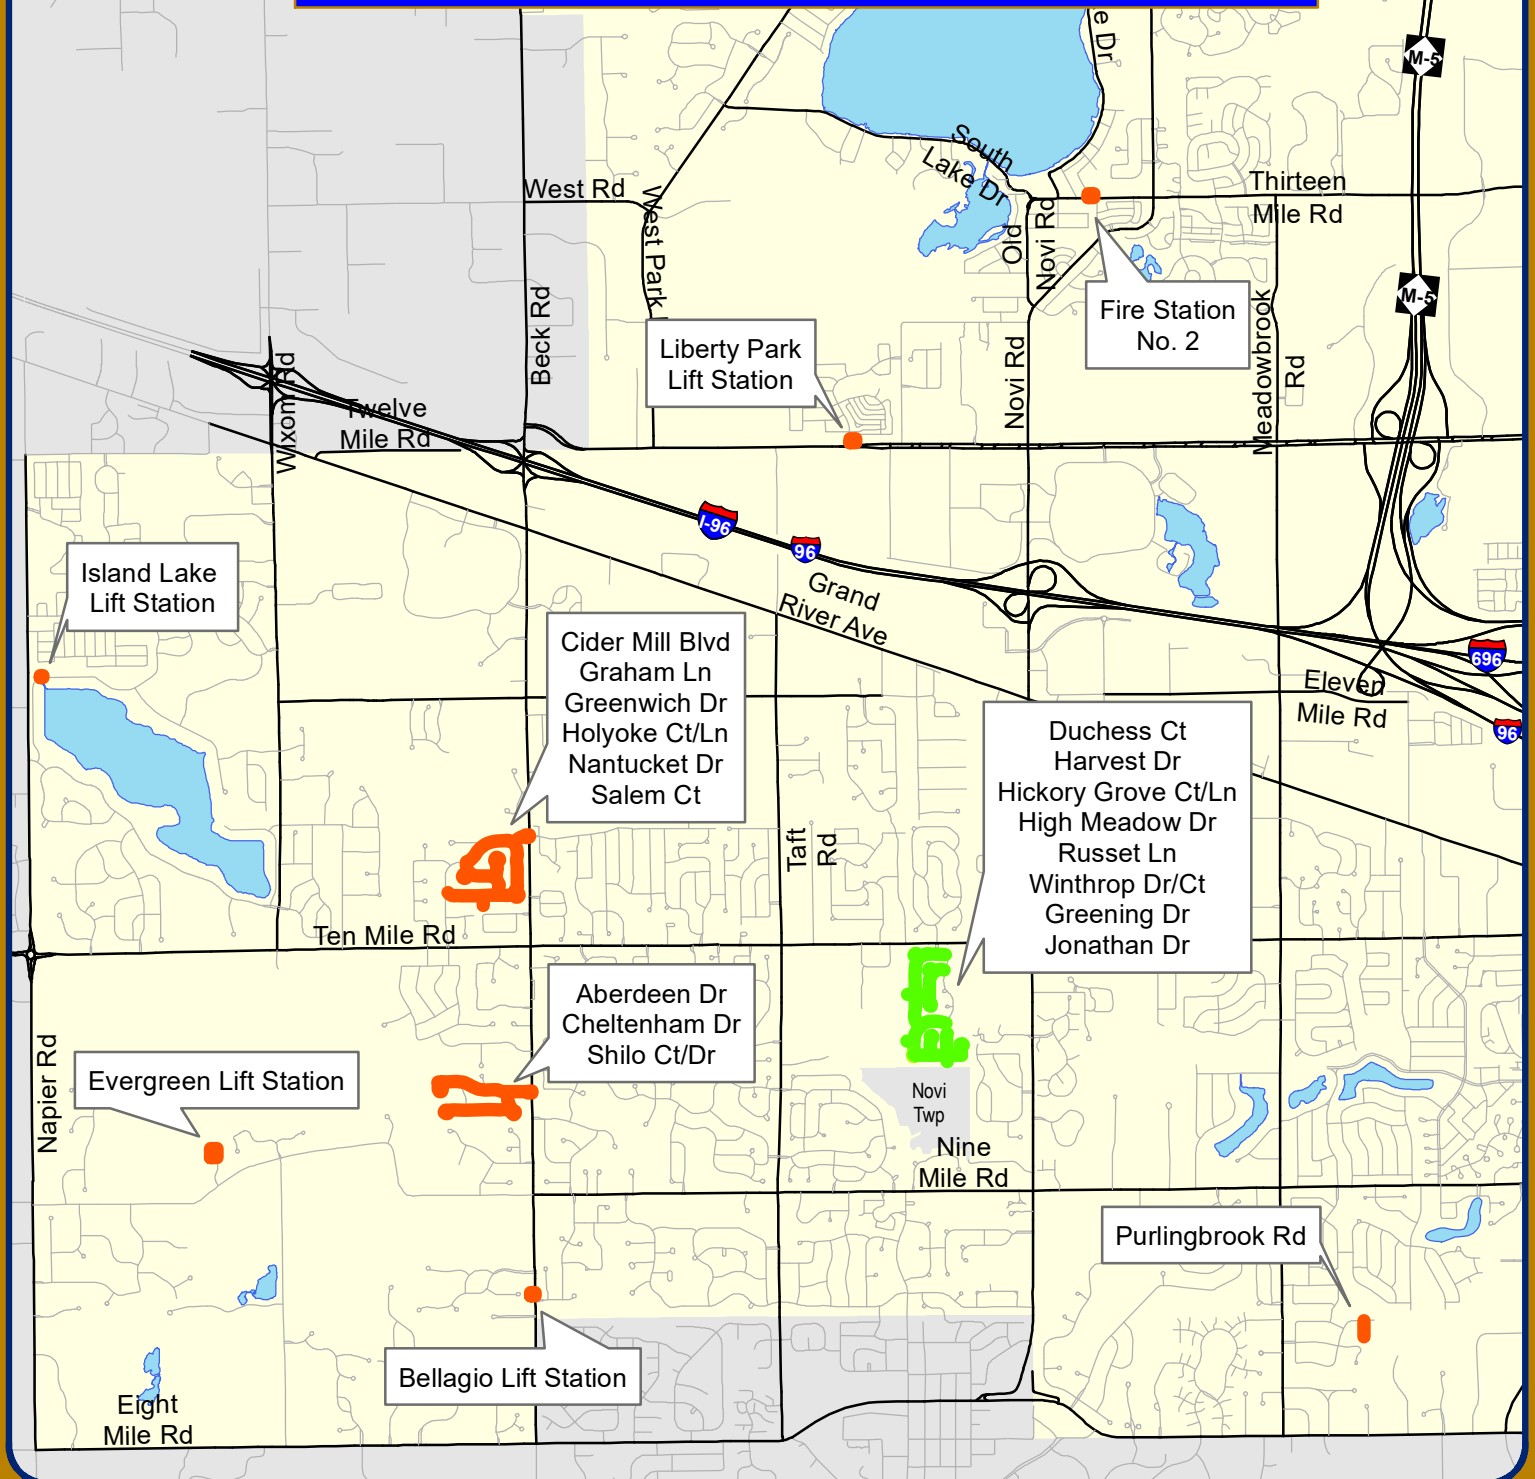 e Dr
M-5
South
Lake Dr
West Rd
Thirteen
Mile Rd
West Park
Old
Novi Rd
M-5
Fire Station
No. 2
Beck Rd
Liberty Park
Lift Station
Novi Rd
Meadowbrook
Rd
Wixom Rd
Twelve
Mile Rd
I-96
96
Grand
River Ave
Island Lake
Lift Station
Cider Mill Blvd
Graham Ln
Greenwich Dr
Holyoke Ct/Ln
Nantucket Dr
Salem Ct
696
Eleven
Mile Rd
96
Duchess Ct
Harvest Dr
Hickory Grove Ct/Ln
High Meadow Dr
Russet Ln
Winthrop Dr/Ct
Greening Dr
Jonathan Dr
Taft
Rd
Ten Mile Rd
Aberdeen Dr
Cheltenham Dr
Shilo Ct/Dr
Napier Rd
Evergreen Lift Station
Novi
Twp
Nine
Mile Rd
Purlingbrook Rd
Bellagio Lift Station
Eight
Mile Rd